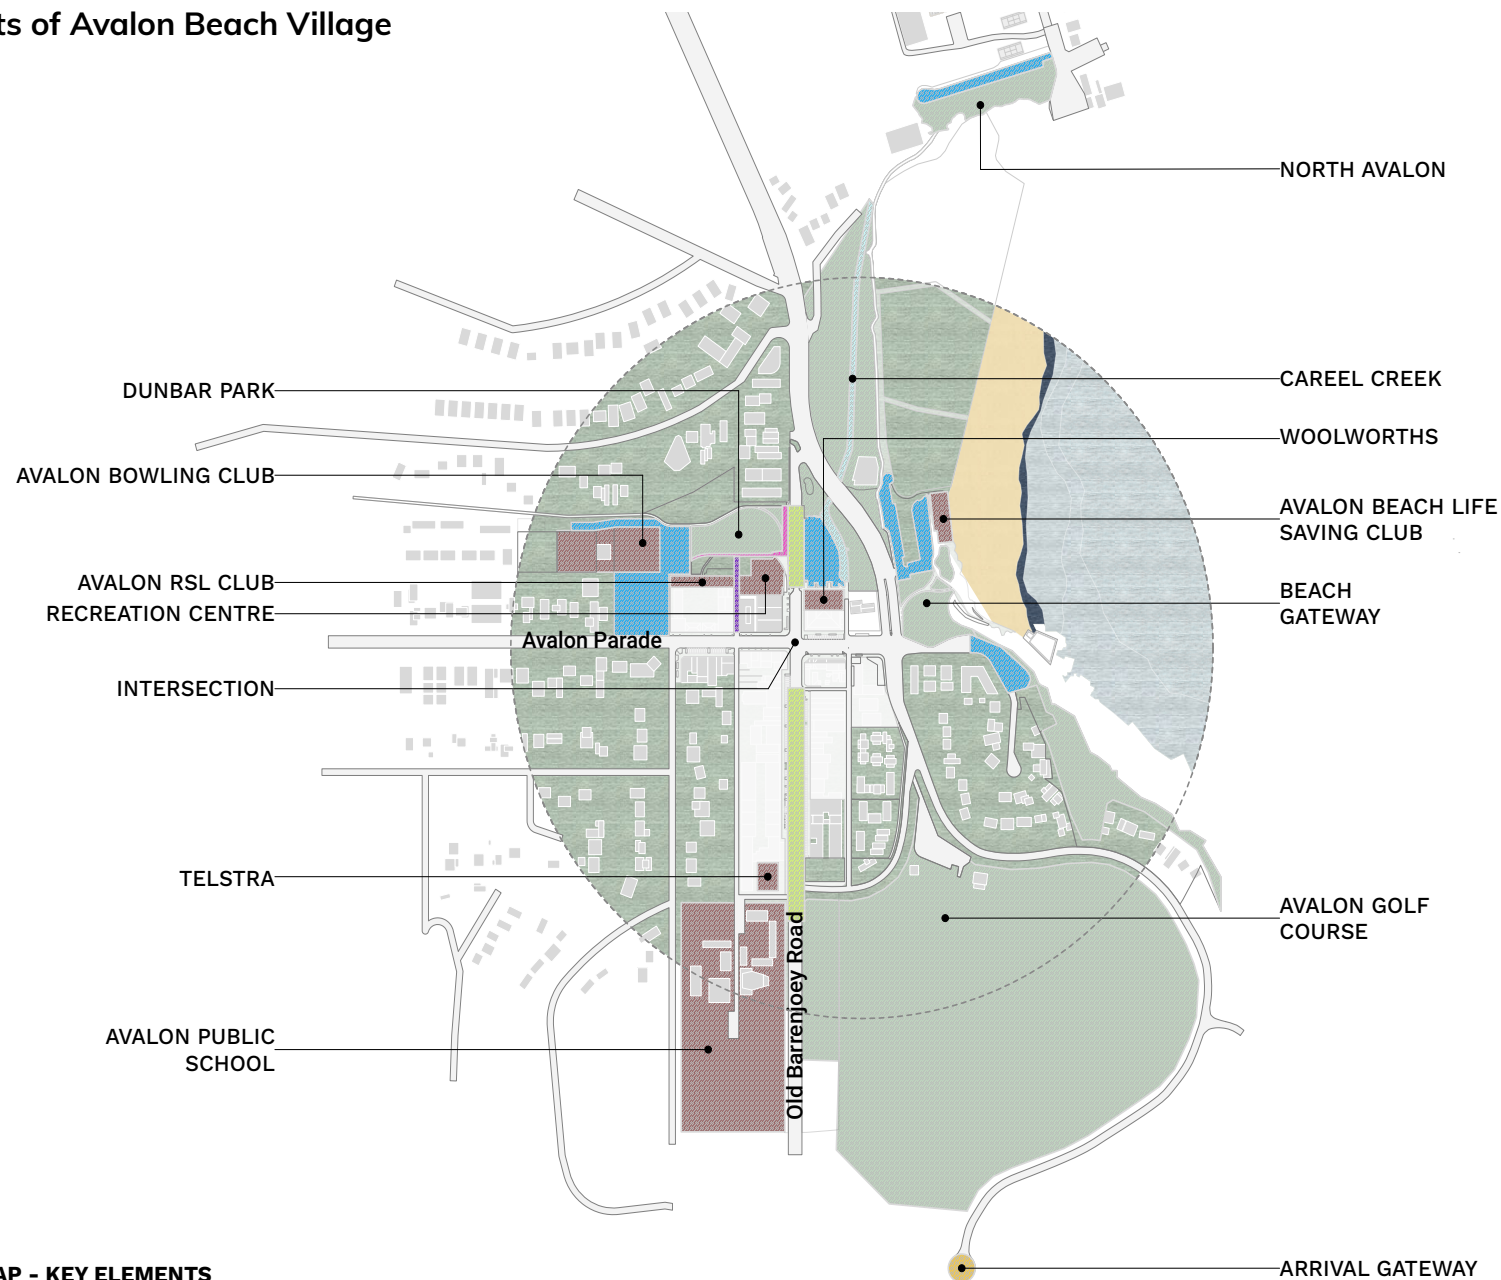 ts of Avalon Beach Village
NORTH AVALON
DUNBAR PARK
CAREEL CREEK
WOOLWORTHS
AVALON BOWLING CLUB
AVALON BEACH LIFE
SAVING CLUB
AVALON RSL CLUB
RECREATION CENTRE
BEACH
GATEWAY
Avalon Parade
INTERSECTION
TELSTRA
AVALON GOLF
COURSE
Old Barrenjoey Road
AVALON PUBLIC
SCHOOL
AP - KEY ELEMENTS
ARRIVAL GATEWAY